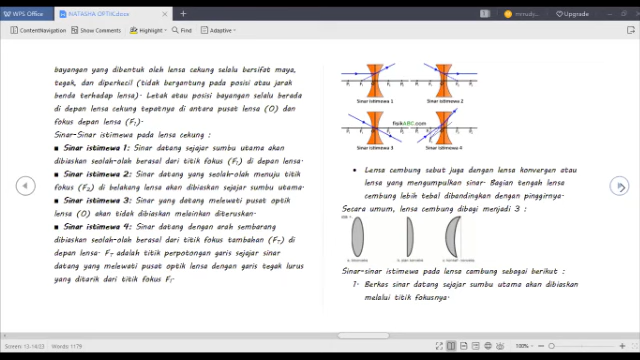 WPS Office
NATASHA OPTIK.docx
Upgrade
ContentNavigation
Show Comments
Highlight
Find
Adaptive
bayangan yang dibentuk oleh lensa cekung selalu bersifat maya,
tegak, dan diperkecil (tidak bergantung pada posisi atau jarak
benda terhadap lensa). Letak atau posisi bayangan selalu berada
di depan lensa cekung tepatnya di antara pusat lensa (O) dan
fokus depan lensa (F₁).
Sinar-Sinar istimewa pada lensa cekung :
■ Sinar istimewa 1: Sinar datang sejajar sumbu utama akan
dibiaskan seolah-olah berasal dari titik fokus (F₁) di depan lensa.
■ Sinar istimewa 2: Sinar datang yang seolah-olah menuju titik
fokus (F₂) di belakang lensa akan dibiaskan sejajar sumbu utama.
■ Sinar istimewa 3: Sinar yang datang melewati pusat optik
lensa (O) akan tidak dibiaskan melainkan diteruskan.
■ Sinar istimewa 4: Sinar datang dengan arah sembarang
dibiaskan seolah-olah berasal dari titik fokus tambahan (F₇) di
depan lensa. F₇ adalah titik perpotongan garis sejajar sinar
datang yang melewati pusat optik lensa dengan garis tegak lurus
yang ditarik dari titik fokus F₁.
Sinar istimewa 1
Sinar istimewa 2
fisikABC.com
Sinar istimewa 3
Sinar istimewa 4
• Lensa cembung sebut juga dengan lensa konvergen atau
lensa yang mengumpulkan sinar. Bagian tengah lensa
cembung lebih tebal dibandingkan dengan pinggirnya.
Secara umum, lensa cembung dibagi menjadi 3 :
Sinar-sinar istimewa pada lensa cembung sebagai berikut :
1. Berkas sinar datang sejajar sumbu utama akan dibiaskan
melalui titik fokusnya.
Words: 1179
100%